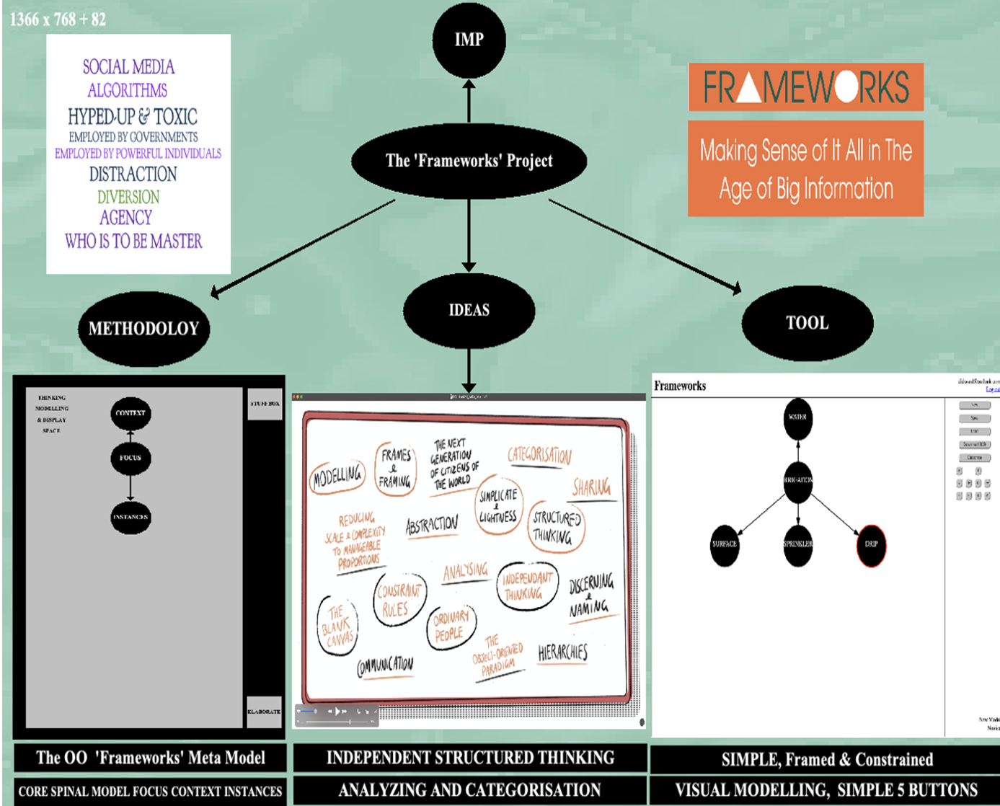 1366 x 768 + 82
IMP
SOCIAL MEDIA
ALGORITHMS
HYPED-UP & TOXIC
EMPLOYED BY GOVERNMENTS
EMPLOYED BY POWERFUL INDIVIDUALS
DISTRACTION
DIVERSION
AGENCY
WHO IS TO BE MASTER
The 'Frameworks' Project
FRAMEWORKS
Making Sense of It All in The
Age of Big Information
METHODOLOY
IDEAS
TOOL
THINKING
MODELLING
& DISPLAY
SPACE
CONTEXT
FOCUS
INSTANCES
STUFF BOX
ELABORATE
MODELLING
FRAMES
&
FRAMING
THE NEXT
GENERATION
OF CITIZENS OF
THE WORLD
CATEGORISATION
SHARING
SIMPLICATE
&
LIGHTNESS
STRUCTURED
THINKING
REDUCING
SCALE & COMPLEXITY
TO MANAGEABLE
PROPORTIONS
ABSTRACTION
ANALYSING
INDEPENDANT
THINKING
DISCERNING
&
NAMING
CONSTRAINT
RULES
THE
BLANK
CANVAS
ORDINARY
PEOPLE
COMMUNICATION
THE
OBJECT-ORIENTED
PARADIGM
HIERARCHIES
Frameworks
WATER
IRRIGATION
SURFACE
SPRINKLER
DRIP
The OO 'Frameworks' Meta Model
CORE SPINAL MODEL FOCUS CONTEXT INSTANCES
INDEPENDENT STRUCTURED THINKING
ANALYZING AND CATEGORISATION
SIMPLE, Framed & Constrained
VISUAL MODELLING, SIMPLE 5 BUTTONS